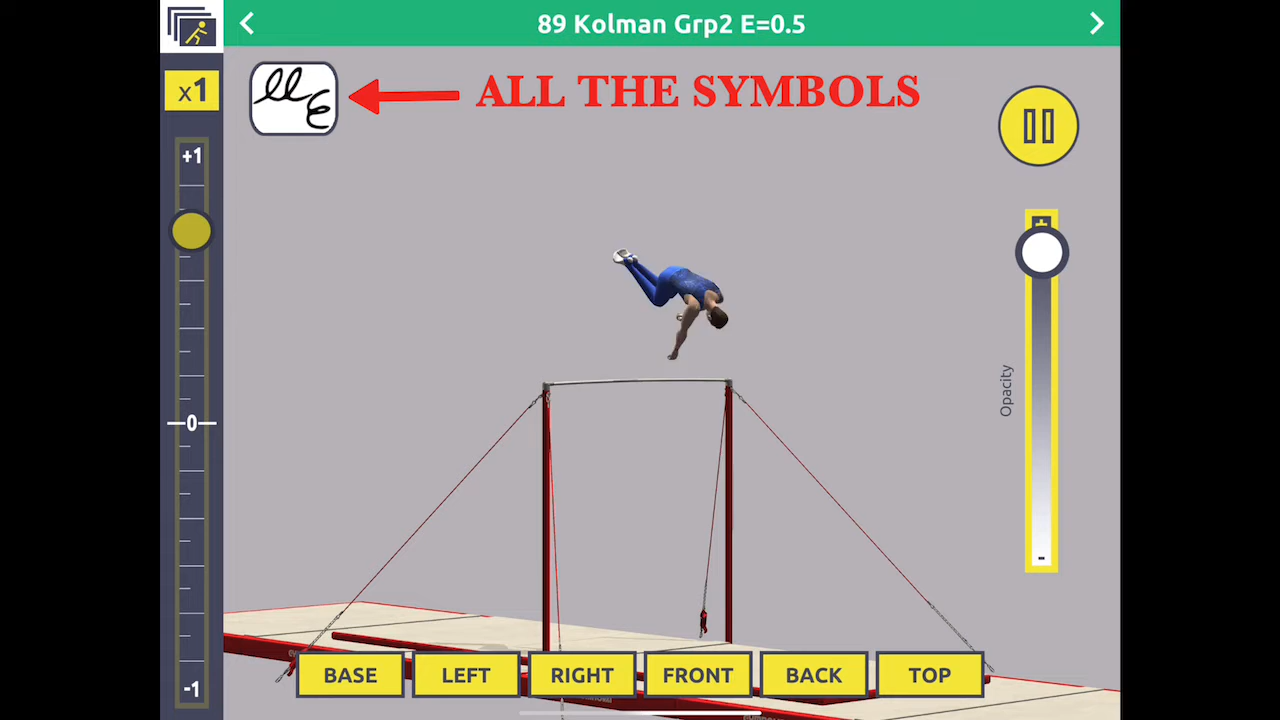 89 Kolman Grp2 E=0.5
x1
ALL THE SYMBOLS
+1
0
-1
+
Opacity
-
BASE
LEFT
RIGHT
FRONT
BACK
TOP